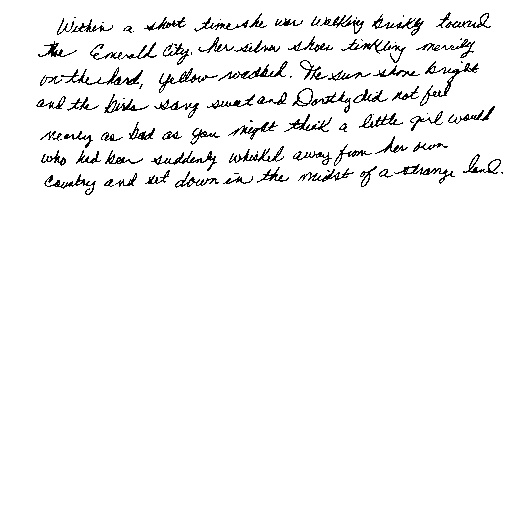 Within a short time she was walking briskly toward
the Emerald City, her silver shoes tinkling merrily
on the hard, yellow roadbed. The sun shone bright
and the birds sang sweet and Dorothy did not feel
nearly as bad as you might think a little girl would
who had been suddenly whisked away from her own
country and set down in the midst of a strange land.